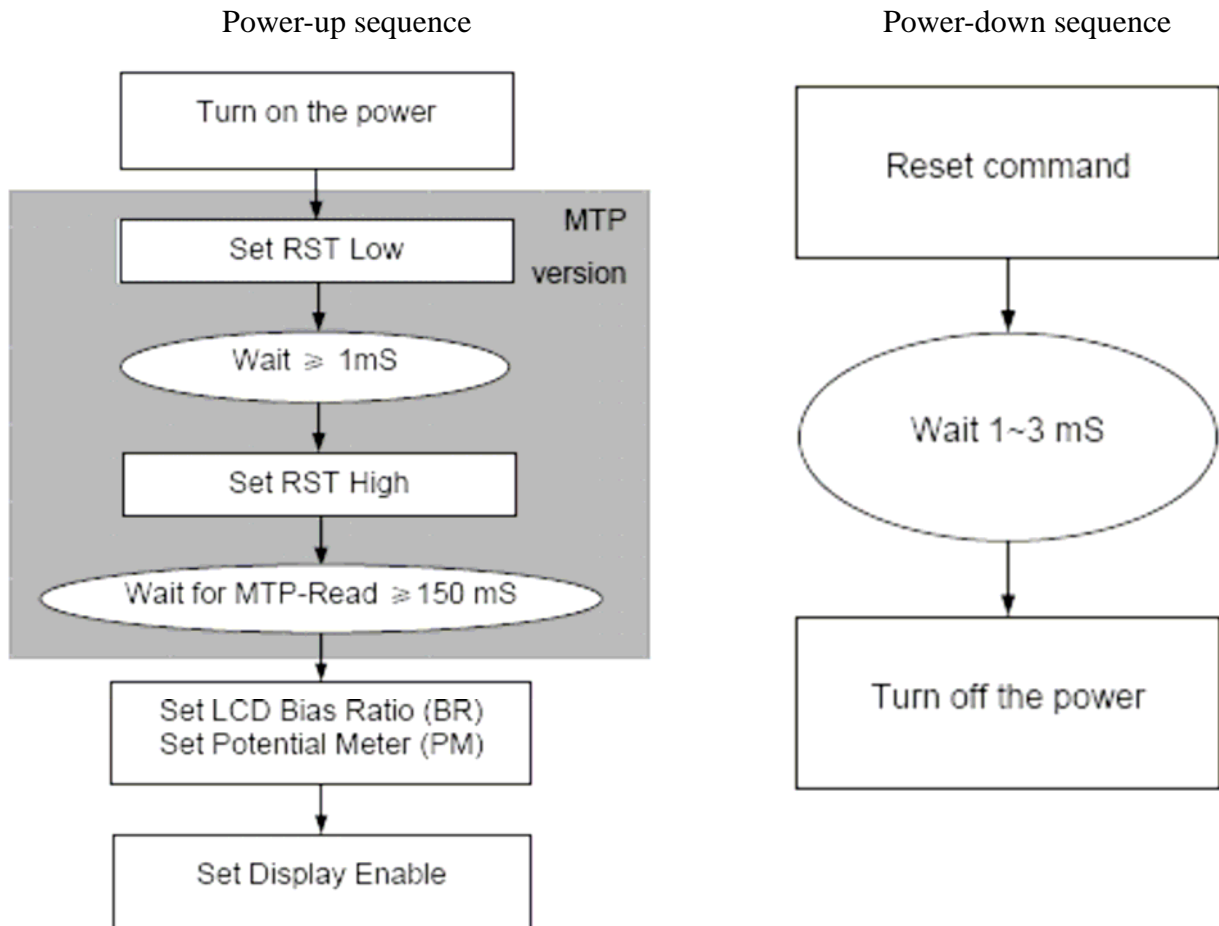 Power-up sequence
Turn on the power
MTP
version
Set RST Low
Wait ⩾ 1mS
Set RST High
Wait for MTP-Read ⩾150 mS
Set LCD Bias Ratio (BR)
Set Potential Meter (PM)
Set Display Enable
Power-down sequence
Reset command
Wait 1~3 mS
Turn off the power